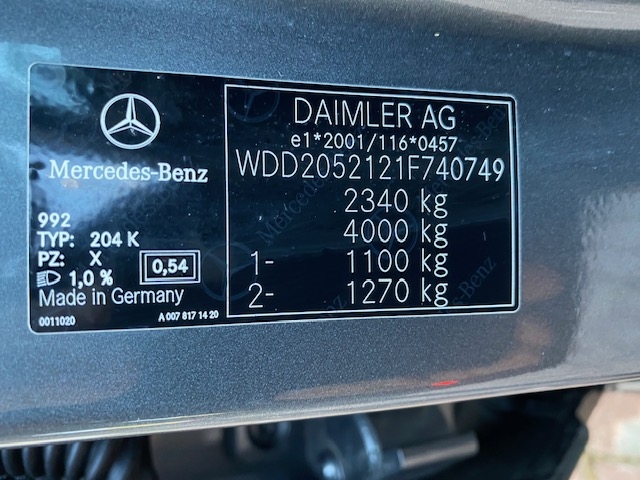 Mercedes-Benz
992
TYP: 204 K
PZ: X
1,0 %
0,54
Made in Germany
0011020
A 007 817 14 20
DAIMLER AG
e1*2001/116*0457
WDD2052121F740749
2340 kg
4000 kg
1- 1100 kg
2- 1270 kg